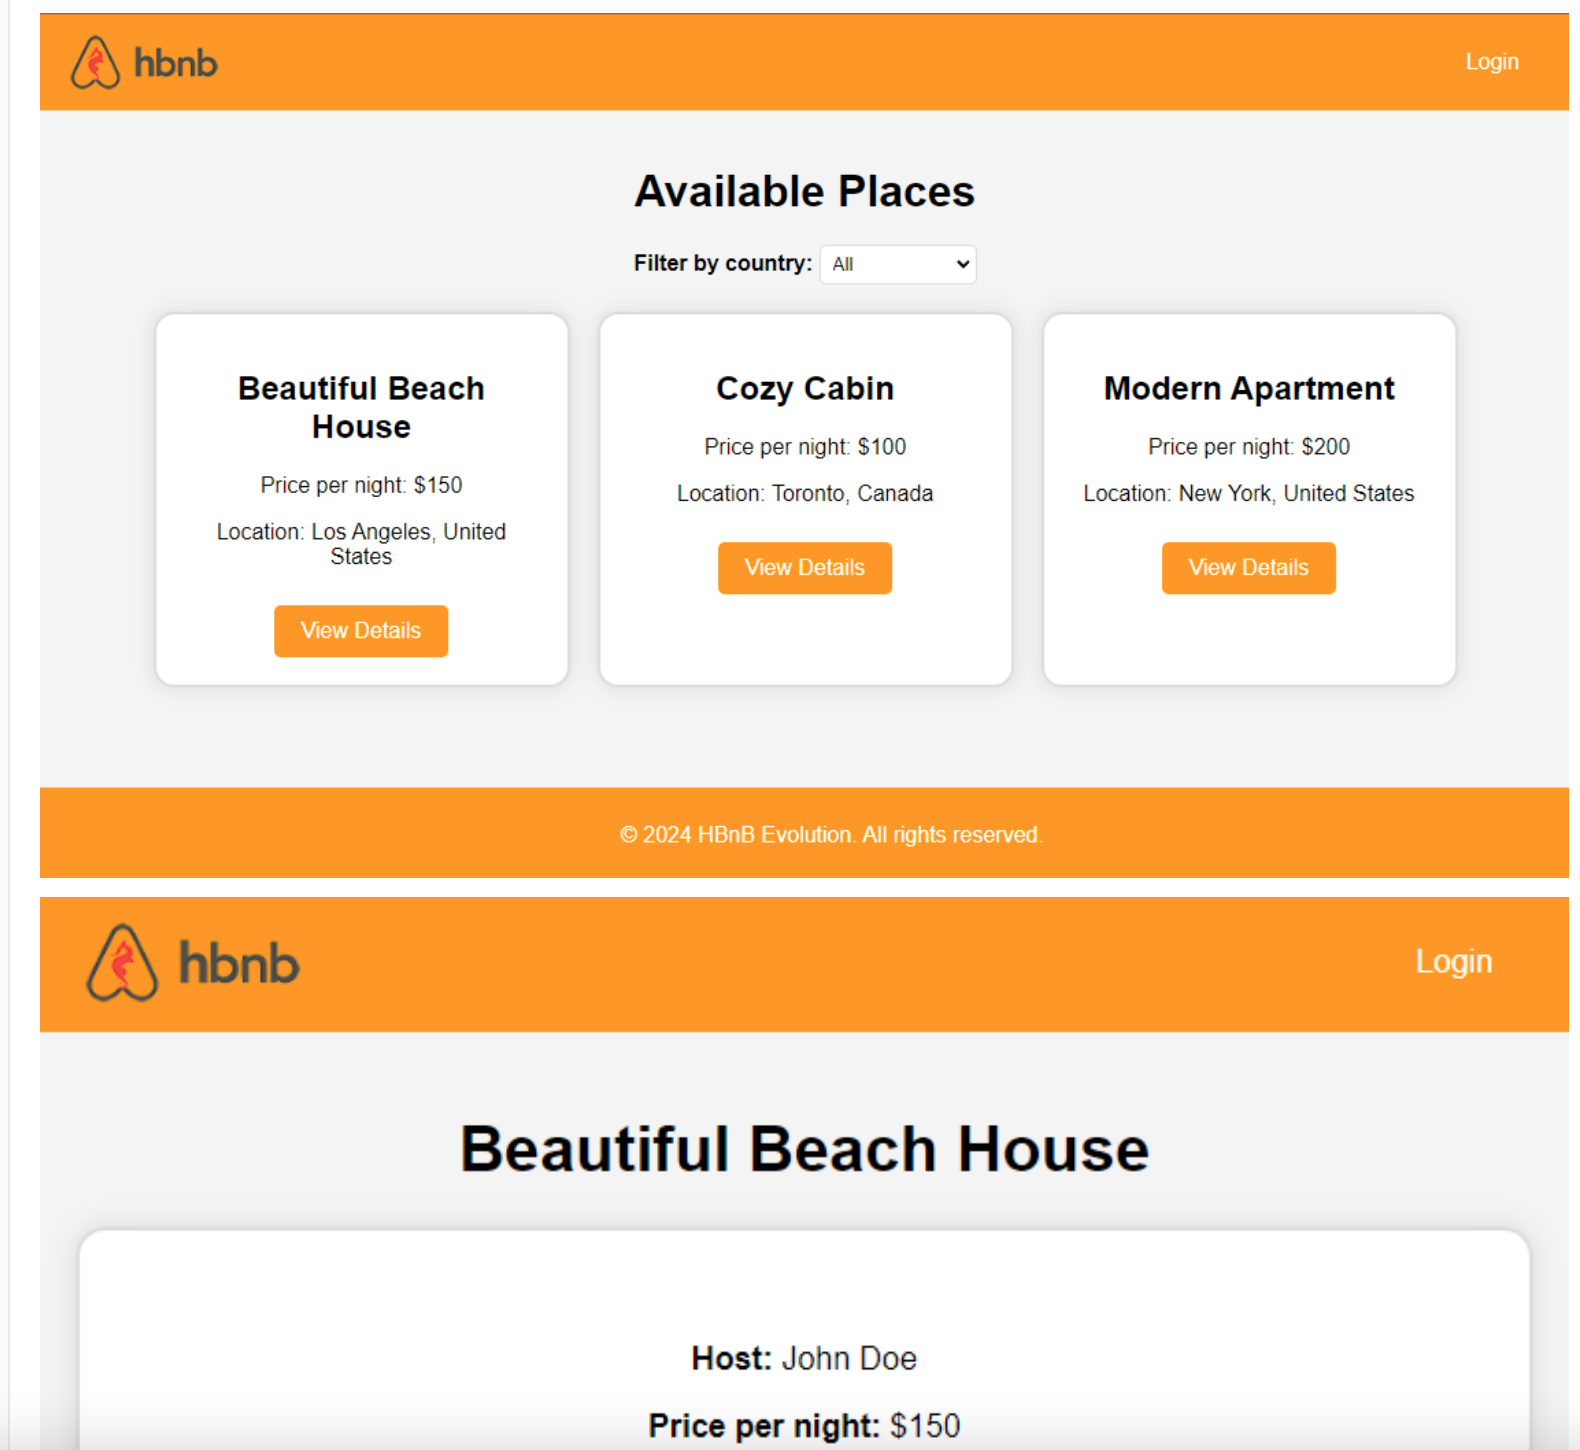 hbnb
Login
Available Places
Filter by country: All
Beautiful Beach
House
Price per night: $150
Location: Los Angeles, United
States
View Details
Cozy Cabin
Price per night: $100
Location: Toronto, Canada
View Details
Modern Apartment
Price per night: $200
Location: New York, United States
View Details
© 2024 HBnB Evolution. All rights reserved.
hbnb
Login
Beautiful Beach House
Host: John Doe
Price per night: $150